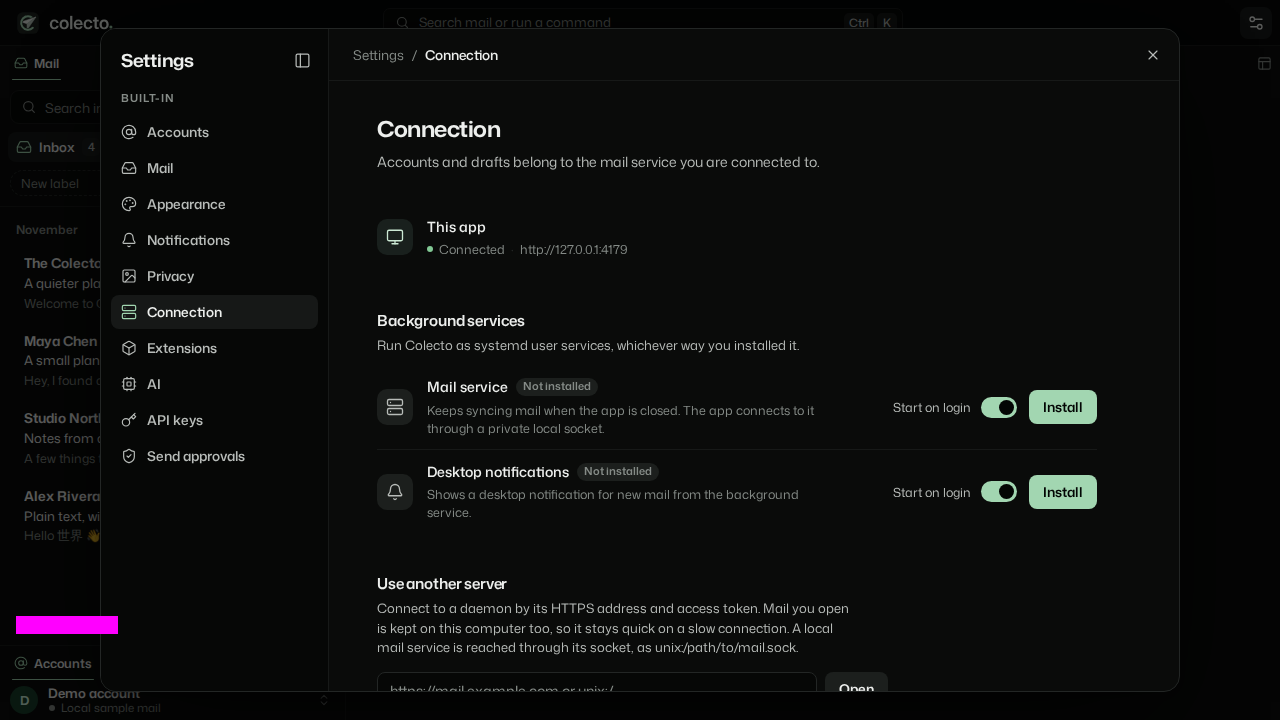 colecto.
Search mail or run a command
Ctrl K
Mail
Search in
Inbox 4
New label
November
The Colecto
A quieter pla
Welcome to C
Maya Chen
A small plan
Hey, I found a
Studio North
Notes from
A few things t
Alex Rivera
Plain text, wi
Hello 世界 👋
Accounts
D
Demo account
Local sample mail
Settings
BUILT-IN
Accounts
Mail
Appearance
Notifications
Privacy
Connection
Extensions
AI
API keys
Send approvals
Settings / Connection
Connection
Accounts and drafts belong to the mail service you are connected to.
This app
Connected · http://127.0.0.1:4179
Background services
Run Colecto as systemd user services, whichever way you installed it.
Mail service Not installed
Keeps syncing mail when the app is closed. The app connects to it
through a private local socket.
Start on login Install
Desktop notifications Not installed
Shows a desktop notification for new mail from the background
service.
Start on login Install
Use another server
Connect to a daemon by its HTTPS address and access token. Mail you open
is kept on this computer too, so it stays quick on a slow connection. A local
mail service is reached through its socket, as unix:/path/to/mail.sock.
https://mail.example.com or unix:/
Open